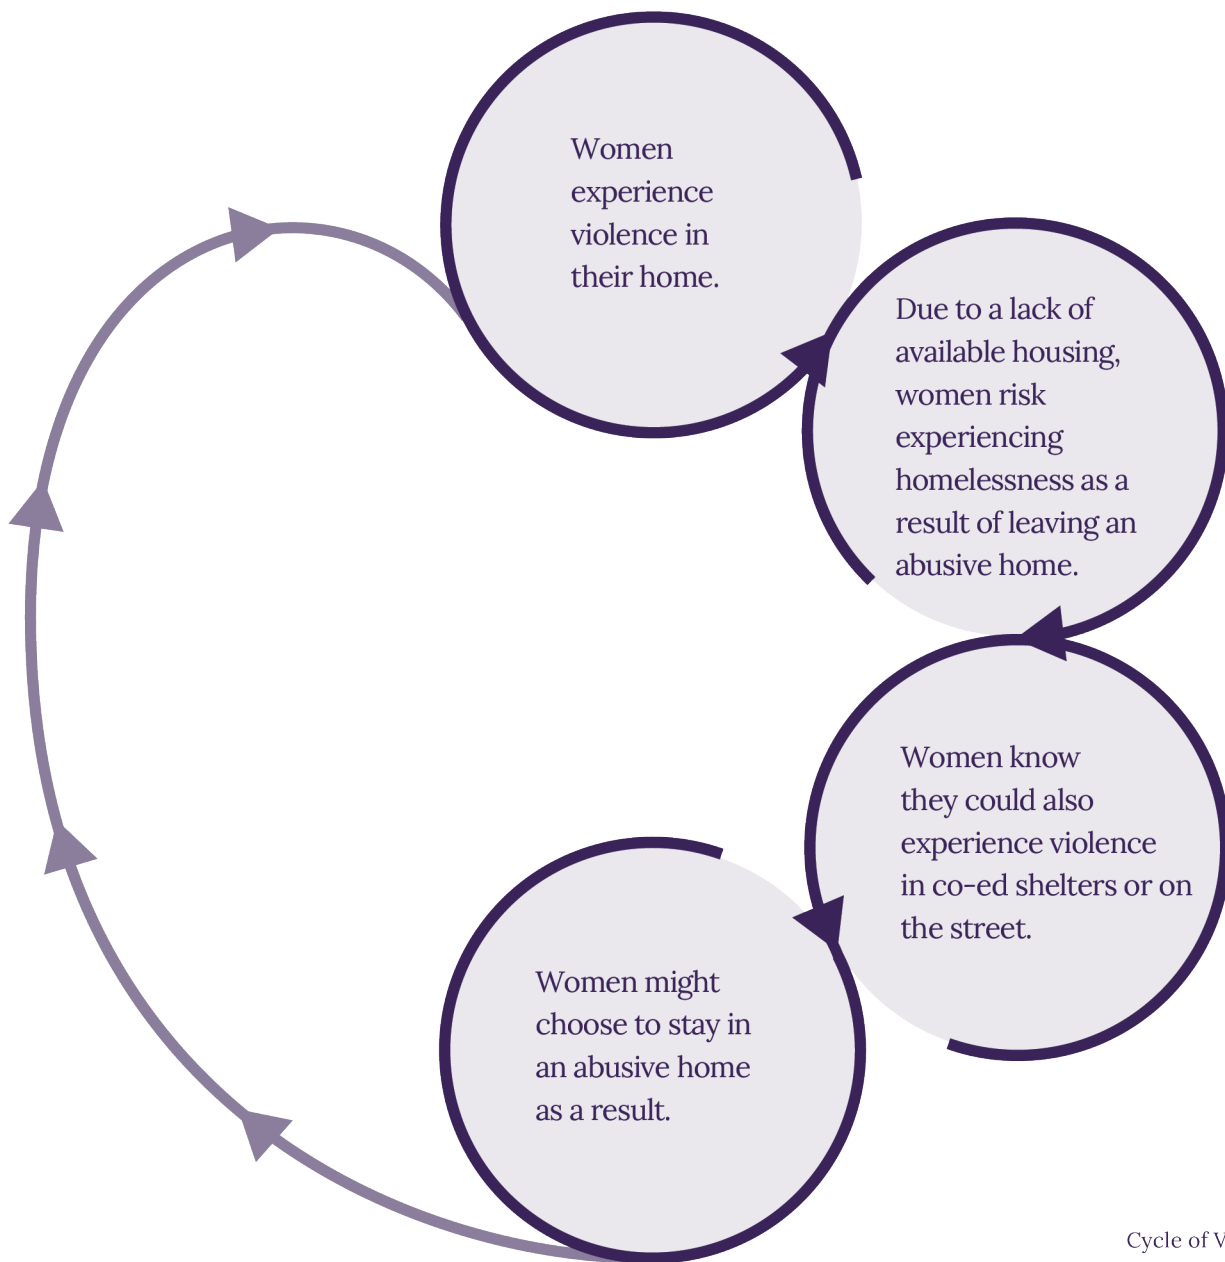 Women
experience
violence in
their home.
Due to a lack of
available housing,
women risk
experiencing
homelessness as a
result of leaving an
abusive home.
Women know
they could also
experience violence
in co-ed shelters or on
the street.
Women might
choose to stay in
an abusive home
as a result.
Cycle of V